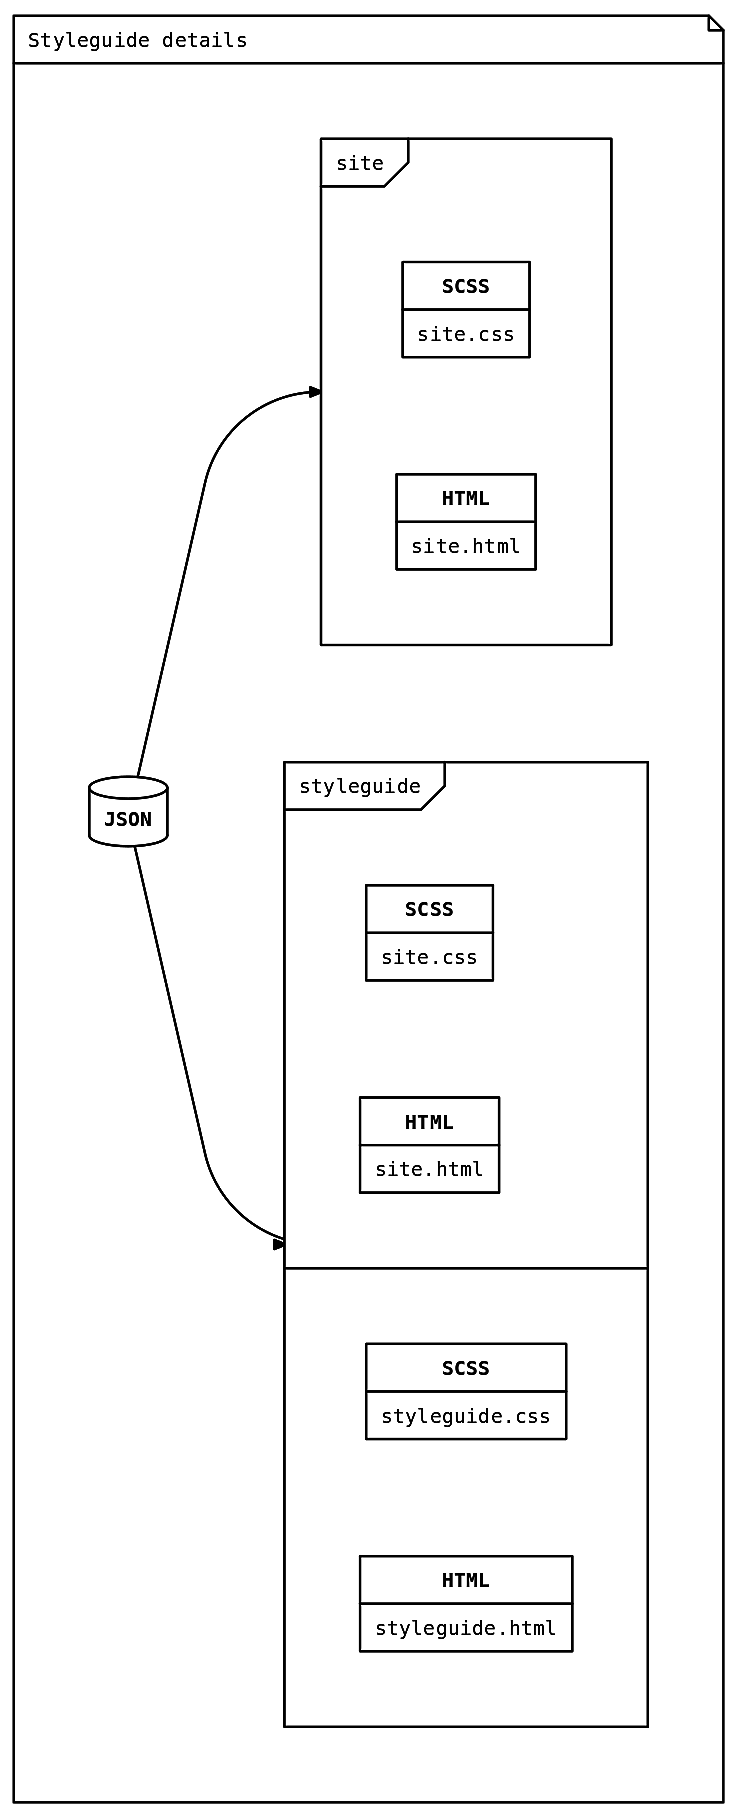 Styleguide details
site
SCSS
site.css
HTML
site.html
JSON
styleguide
SCSS
site.css
HTML
site.html
SCSS
styleguide.css
HTML
styleguide.html